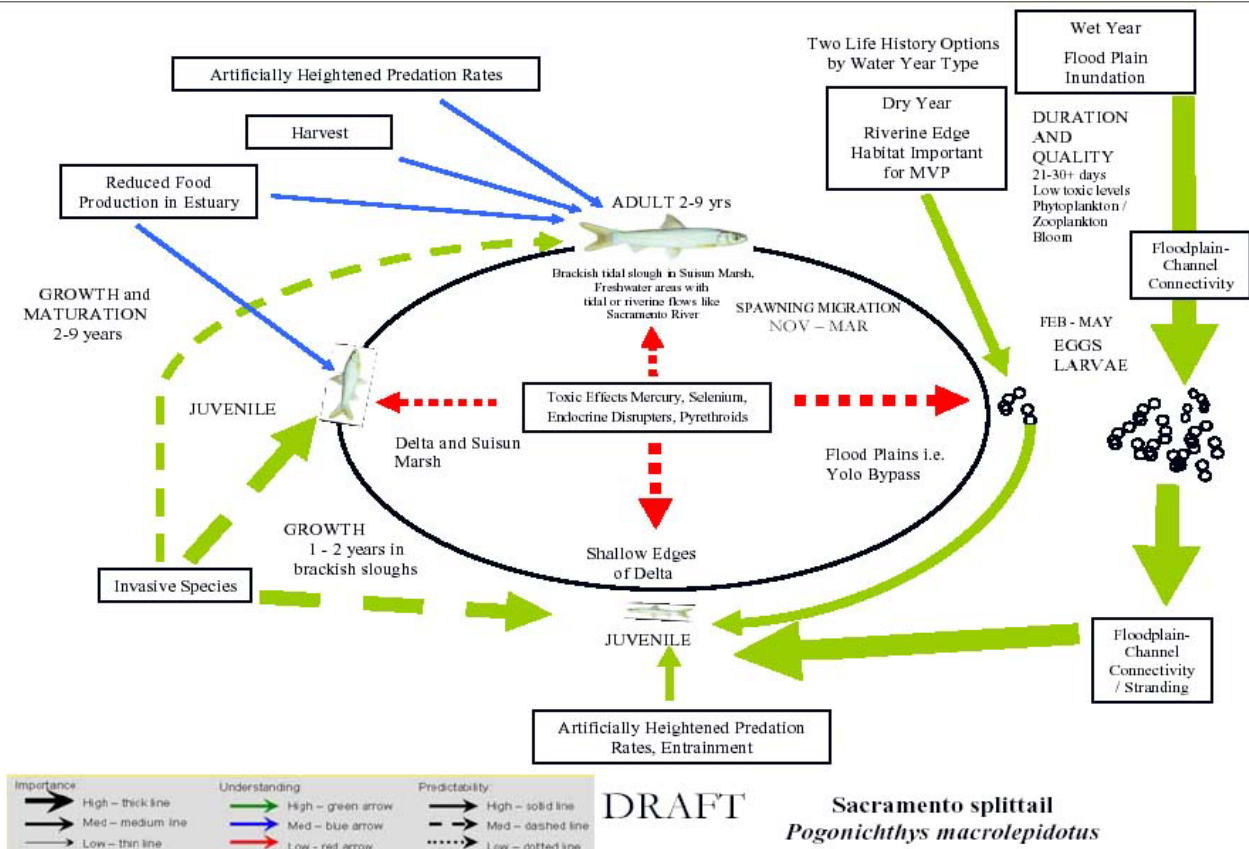 Artificially Heightened Predation Rates
Harvest
Reduced Food
Production in Estuary
Two Life History Options
by Water Year Type
Dry Year
Riverine Edge
Habitat Important
for MVP
Wet Year
Flood Plain
Inundation
DURATION
AND
QUALITY
21-30+ days
Low toxic levels
Phytoplankton /
Zooplankton
Bloom
Floodplain-
Channel
Connectivity
ADULT 2-9 yrs
Brackish tidal slough in Suisun Marsh,
Freshwater areas with
tidal or riverine flows like
Sacramento River
SPAWNING MIGRATION
NOV – MAR
FEB - MAY
EGGS
LARVAE
GROWTH and
MATURATION
2-9 years
JUVENILE
Toxic Effects Mercury, Selenium,
Endocrine Disrupters, Pyrethroids
Delta and Suisun
Marsh
Flood Plains i.e.
Yolo Bypass
GROWTH
1 - 2 years in
brackish sloughs
Shallow Edges
of Delta
Invasive Species
JUVENILE
Floodplain-
Channel
Connectivity
/ Stranding
Artificially Heightened Predation
Rates, Entrainment
Importance:
High – thick line
Med – medium line
Low – thin line
Understanding:
High – green arrow
Med – blue arrow
Low - red arrow
Predictability:
High – solid line
Med – dashed line
Low – dotted line
DRAFT
Sacramento splittail
Pogonichthys macrolepidotus